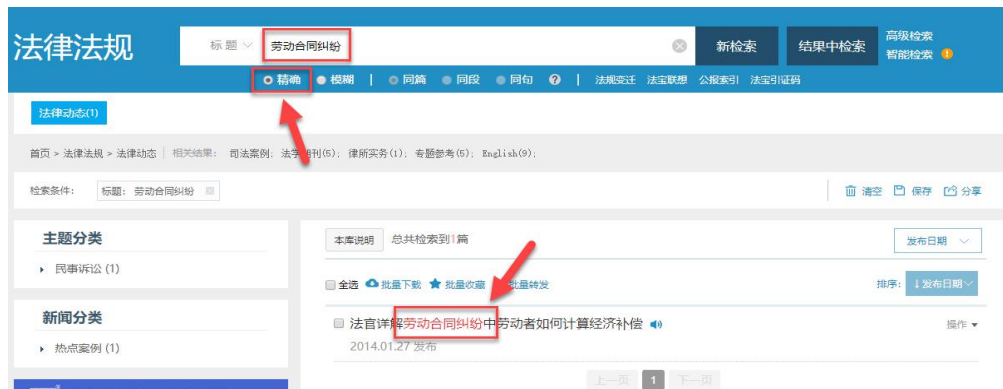 法律法规
标题
劳动合同纠纷
新检索
结果中检索
高级检索
智能检索
精确 模糊 | 同篇 同段 同句 ? | 法规变迁 法宝联想 公报索引 法宝引证码
法律动态(1)
首页 > 法律法规 > 法律动态 | 相关结果: 司法案例; 法学期刊(5); 律所实务(1); 专题参考(5); English(9);
检索条件: 标题: 劳动合同纠纷
清空 保存 分享
主题分类
民事诉讼 (1)
新闻分类
热点案例 (1)
本库说明 总共检索到1篇
发布日期
全选 批量下载 批量收藏 批量转发
排序: ↓发布日期
法官详解劳动合同纠纷中劳动者如何计算经济补偿
操作
2014.01.27 发布
上一页 1 下一页